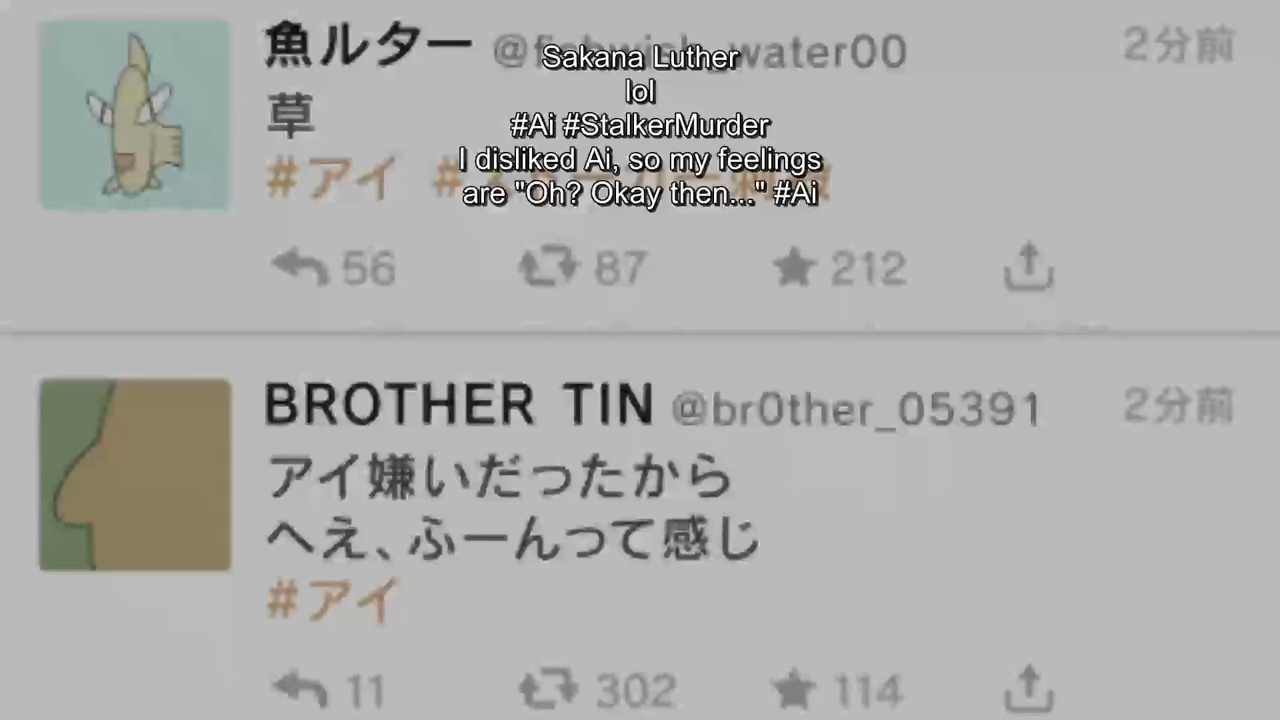 魚ルター
water00
2分前
Sakana Luther
lol
#Ai #StalkerMurder
I disliked Ai, so my feelings
are "Oh? Okay then..." #Ai
草
#アイ
56
87
212
BROTHER TIN @br0ther_05391
2分前
アイ嫌いだったから
へえ、ふーんって感じ
#アイ
11
302
114